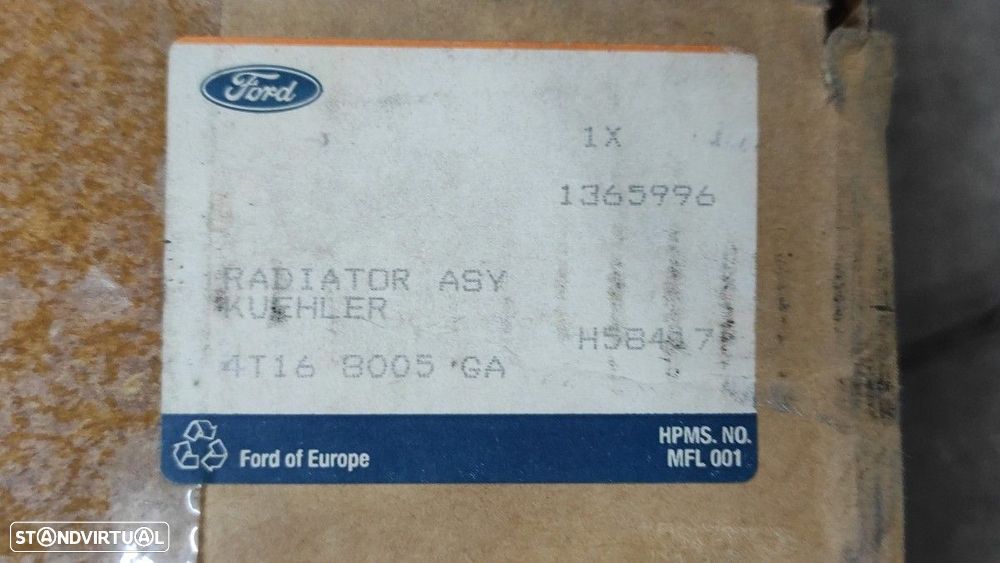 Ford
1X
1365996
RADIATOR ASY
KUEHLER
4T16 8005 GA
Ford of Europe
HPMS. NO.
MFL 001
STANDVIRTUAL